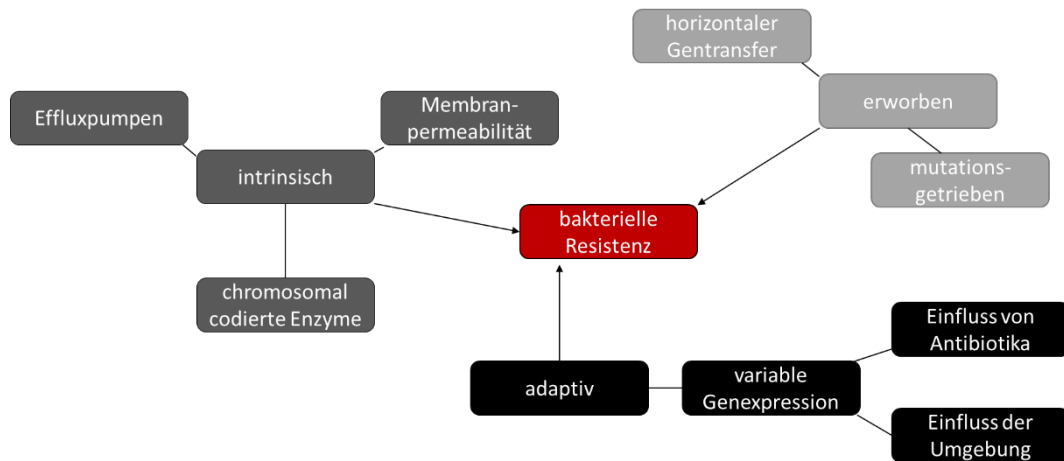 horizontaler
Gentransfer
erworben
mutations-
getrieben
Effluxpumpen
Membran-
permeabilität
intrinsisch
chromosomal
codierte Enzyme
bakterielle
Resistenz
adaptiv
variable
Genexpression
Einfluss von
Antibiotika
Einfluss der
Umgebung